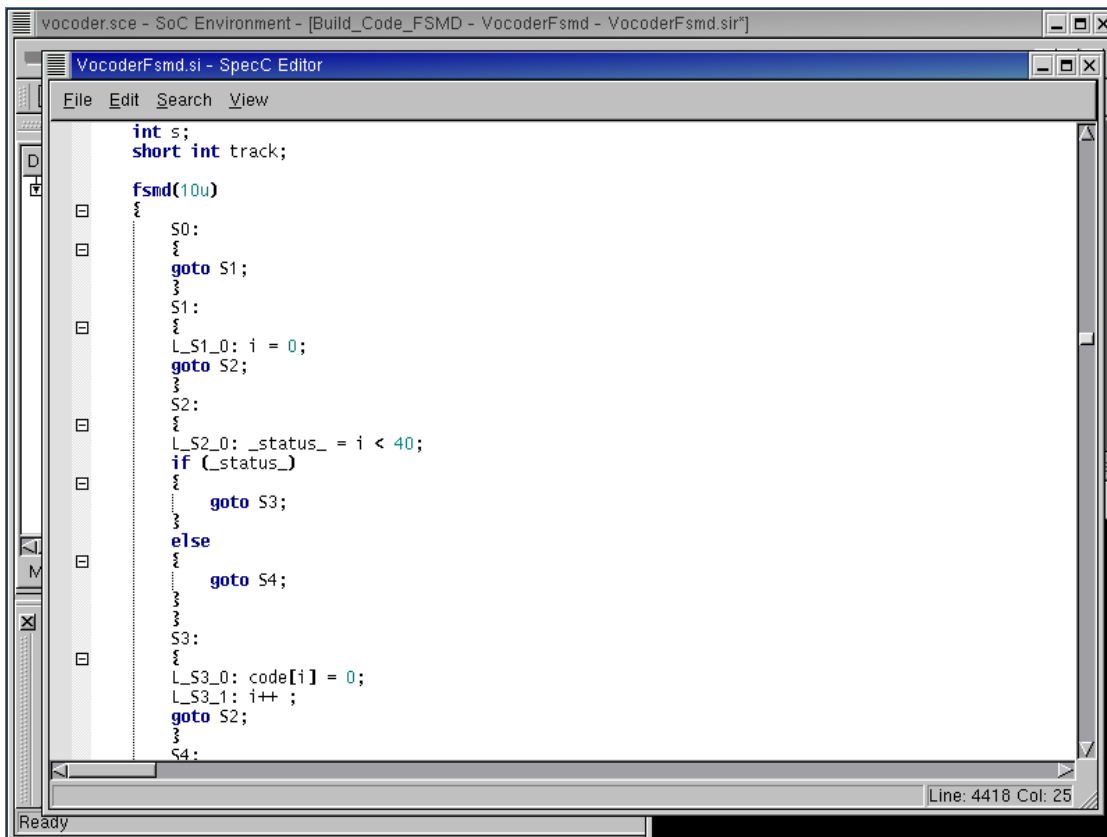 vocoder.sce - SoC Environment - [Build_Code_FSMD - VocoderFsmd - VocoderFsmd.sir*]
VocoderFsmd.si - SpecC Editor
File Edit Search View
int s;
short int track;
fsmd(10u)
{
S0:
{
goto S1;
}
S1:
{
L_S1_0: i = 0;
goto S2;
}
S2:
{
L_S2_0: _status_ = i < 40;
if (_status_)
{
goto S3;
}
else
{
goto S4;
}
}
S3:
{
L_S3_0: code[i] = 0;
L_S3_1: i++ ;
goto S2;
}
S4:
Line: 4418 Col: 25
D
M
Ready